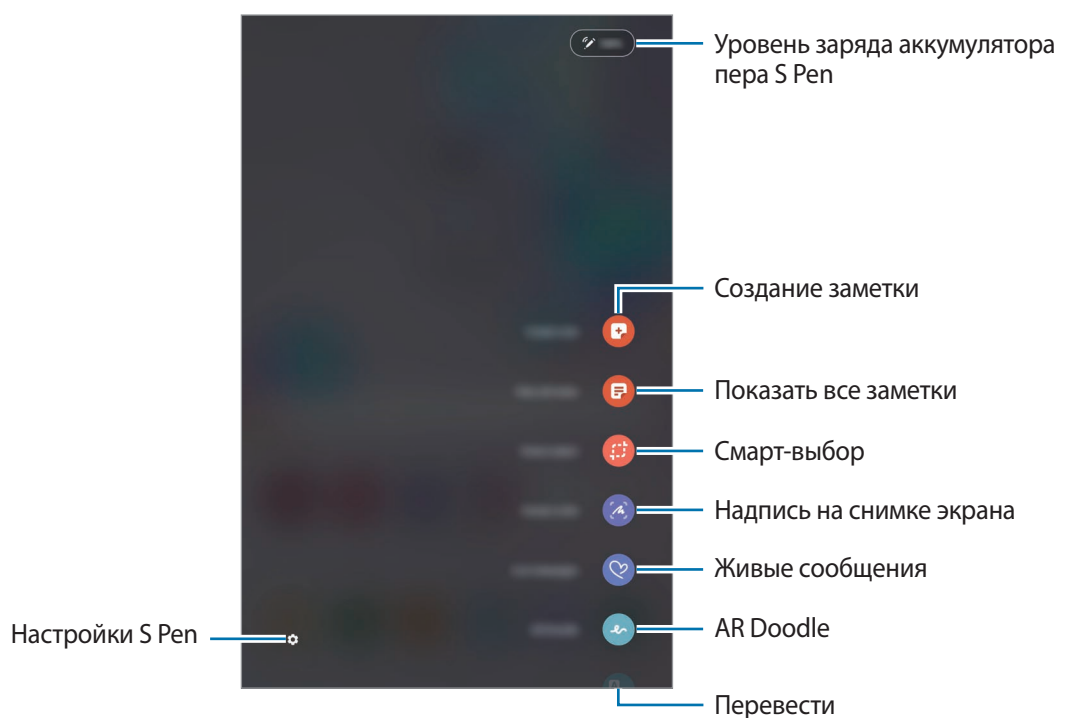 Уровень заряда аккумулятора
пера S Pen
Создание заметки
Показать все заметки
Смарт-выбор
Надпись на снимке экрана
Живые сообщения
Настройки S Pen
AR Doodle
Перевести